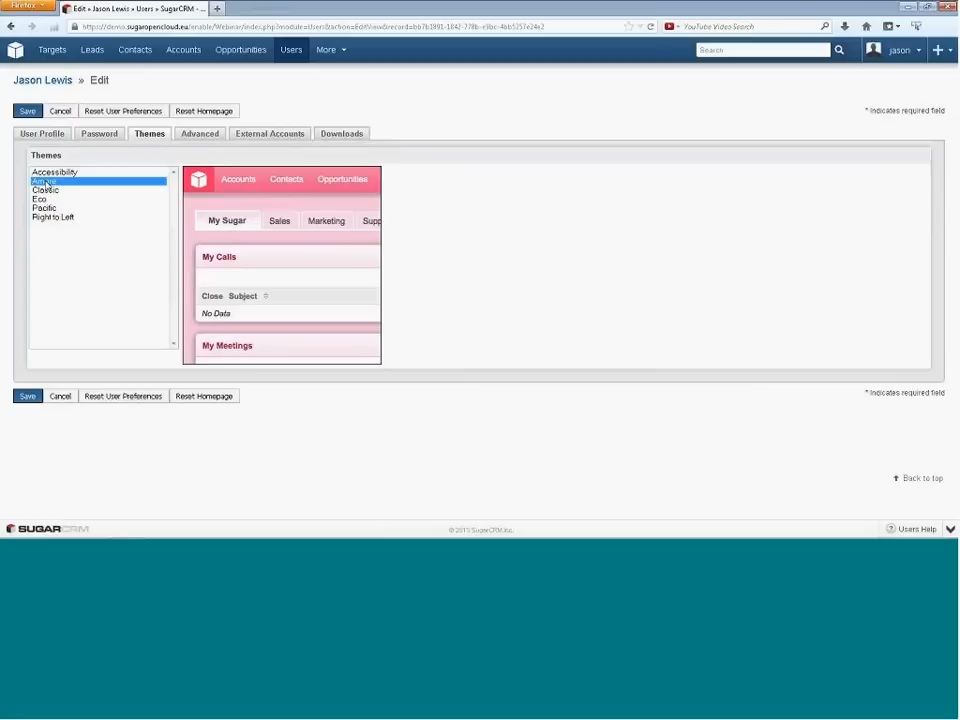 Firefox
Edit » Jason Lewis » Users » SugarCRM - ...
YouTube Video Search
Targets Leads Contacts Accounts Opportunities Users More
Search
jason
Jason Lewis » Edit
Save Cancel Reset User Preferences Reset Homepage
* Indicates required field
User Profile Password Themes Advanced External Accounts Downloads
Themes
Accessibility
Classic
Eco
Pacific
Right to Left
Accounts Contacts Opportunities
My Sugar Sales Marketing Supp
My Calls
Close Subject
No Data
My Meetings
Save Cancel Reset User Preferences Reset Homepage
* Indicates required field
Back to top
SUGARCRM
© 2013 SugarCRM Inc.
Users Help